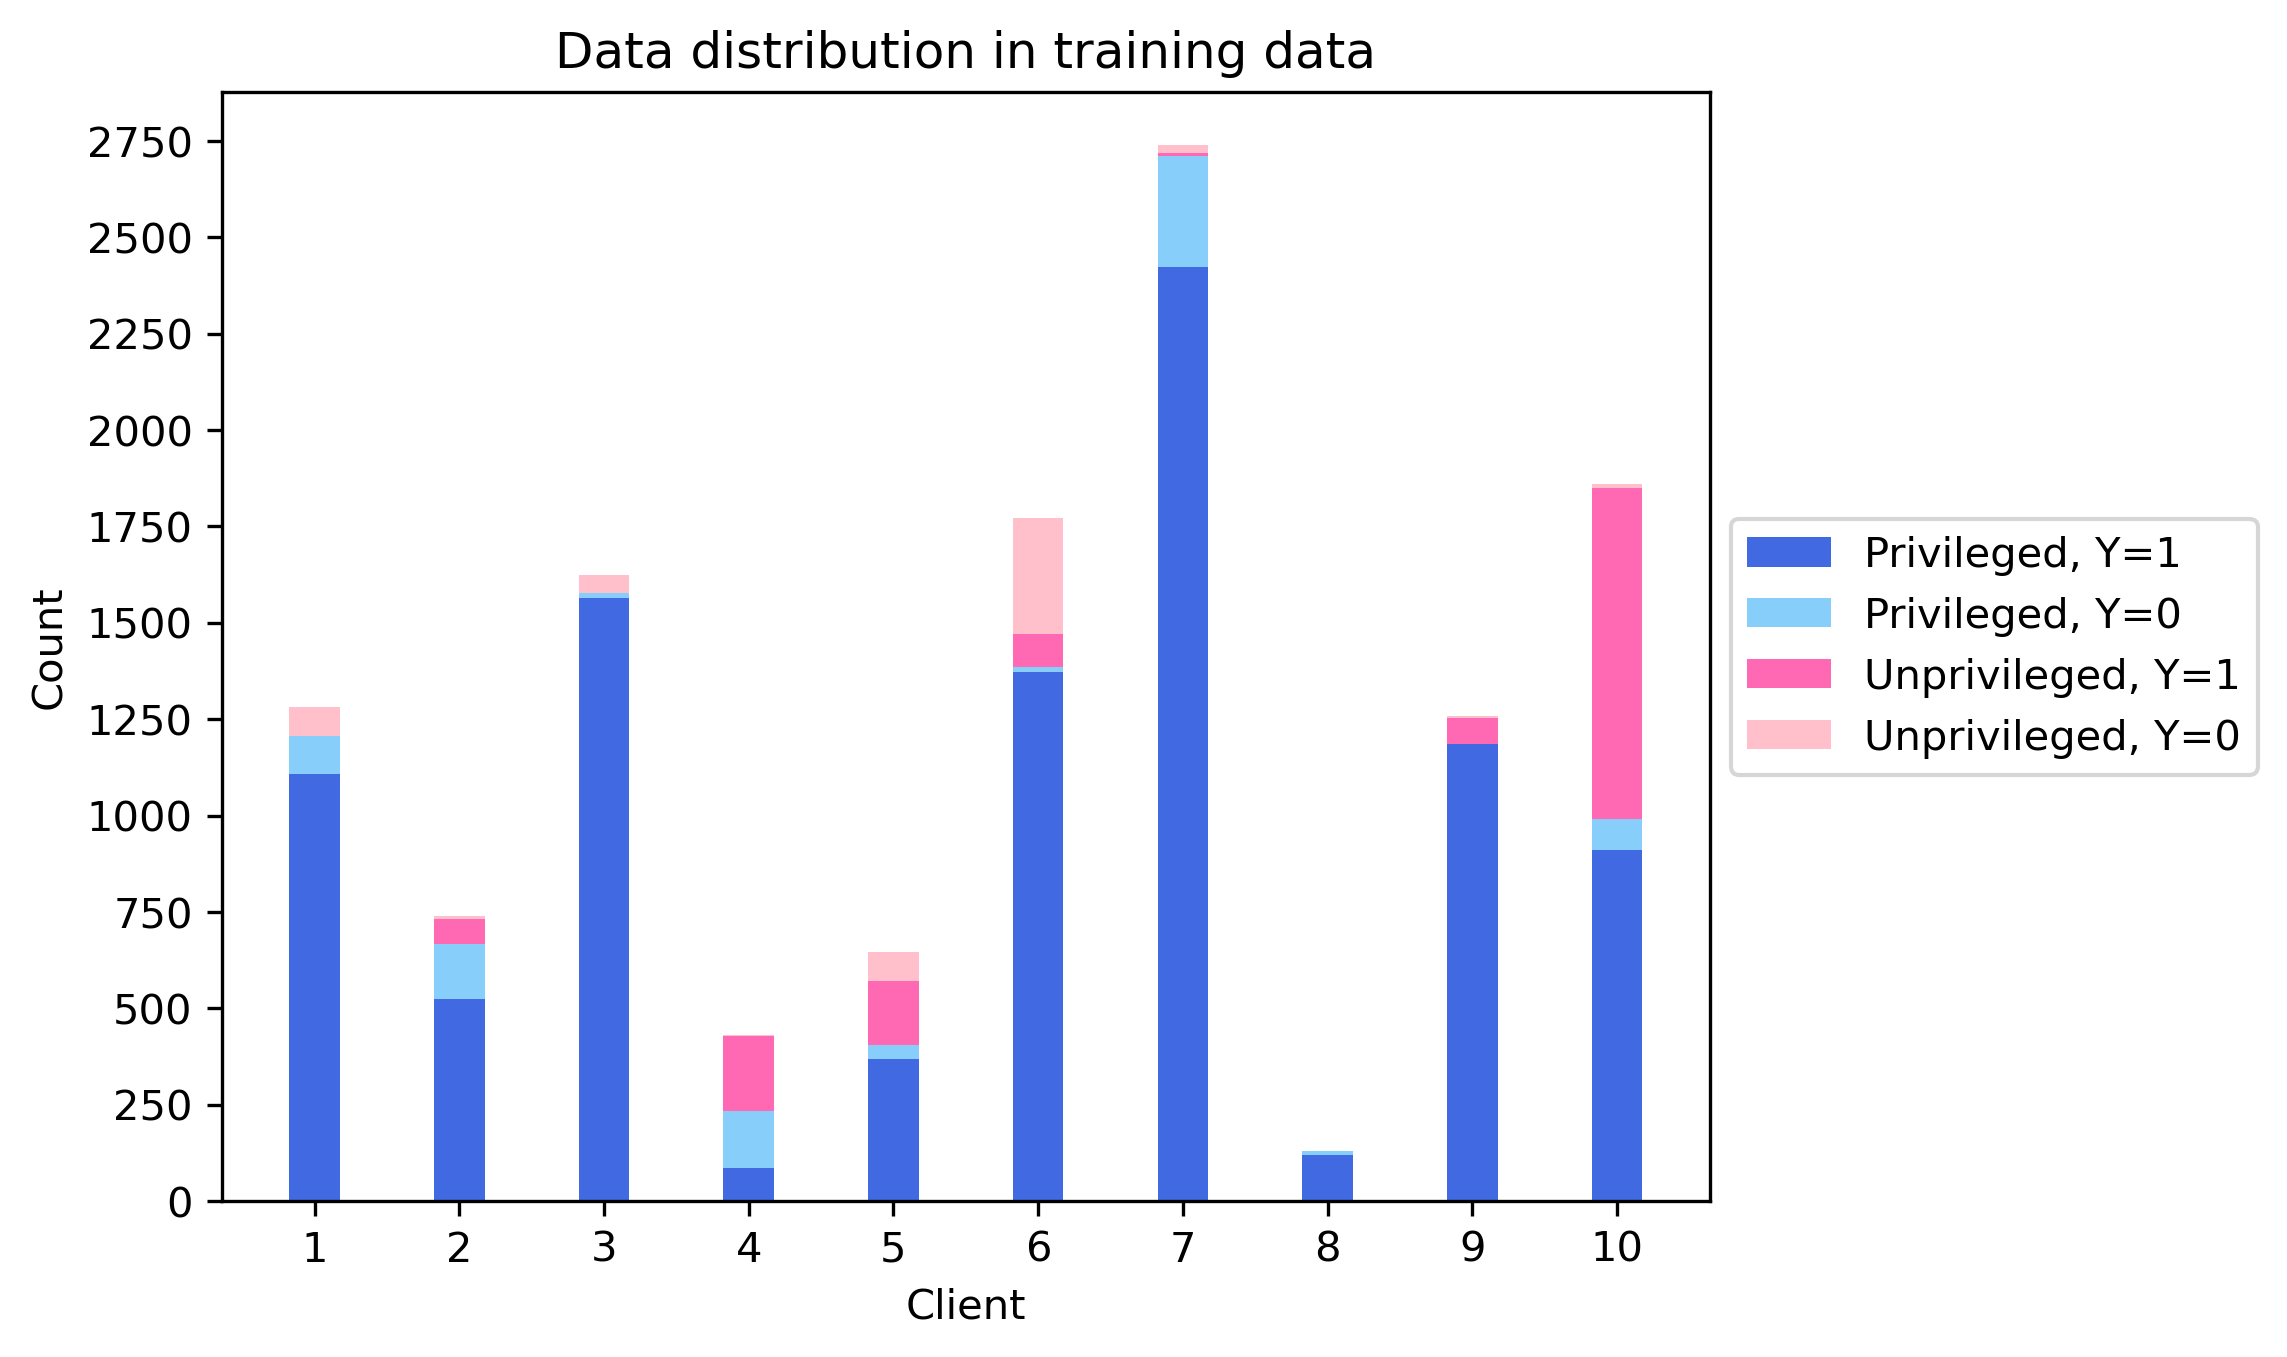 Data distribution in training data
2750
2500
2250
2000
1750
1500
1250
1000
750
500
250
0
Count
1 2 3 4 5 6 7 8 9 10
Client
Privileged, Y=1
Privileged, Y=0
Unprivileged, Y=1
Unprivileged, Y=0